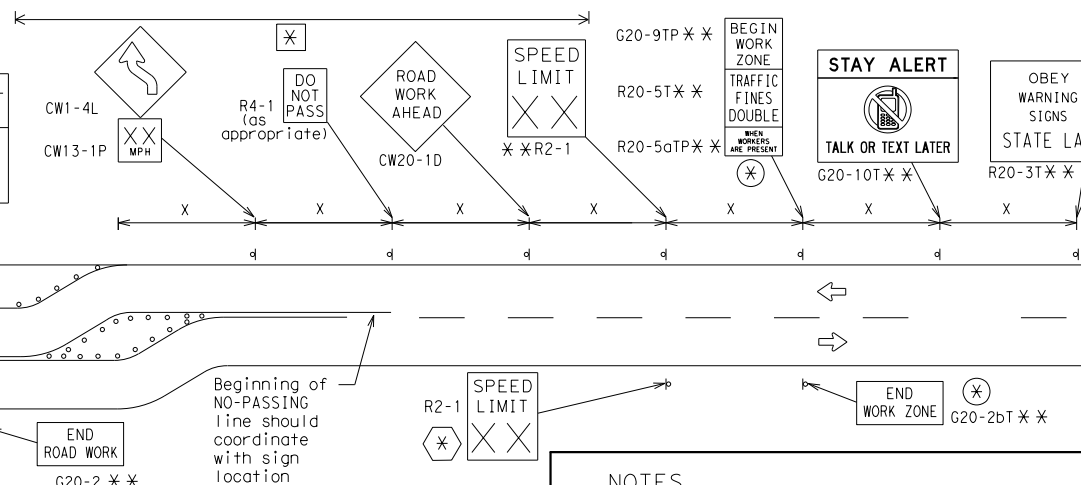 CW1-4L
XX
MPH
CW13-1P
*
DO
NOT
PASS
R4-1
(as
appropriate)
ROAD
WORK
AHEAD
CW20-1D
SPEED
LIMIT
XX
**R2-1
G20-9TP**
BEGIN
WORK
ZONE
R20-5T**
TRAFFIC
FINES
DOUBLE
R20-5aTP**
WHEN
WORKERS
ARE PRESENT
*
STAY ALERT
TALK OR TEXT LATER
G20-10T**
OBEY
WARNING
SIGNS
STATE LA
R20-3T**
X X X X X X X
Beginning of
NO-PASSING
line should
coordinate
with sign
location
R2-1
*
SPEED
LIMIT
XX
END
WORK ZONE
*
G20-2bT**
END
ROAD WORK
G20-2 **
NOTES